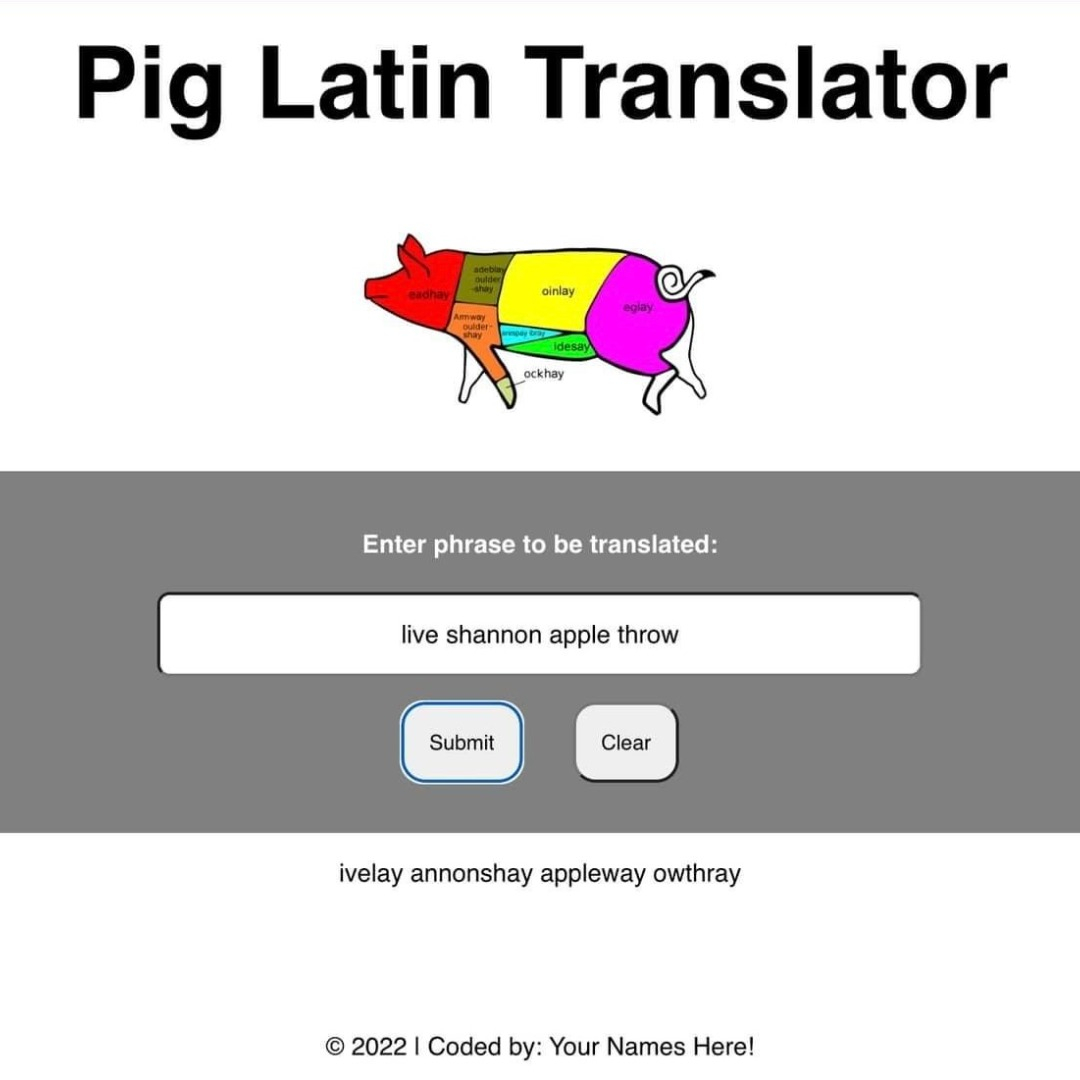 Pig Latin Translator
adeblay
oulder
-shay
eadhay
oinlay
eglay
Armway
oulder-
shay
idesay
ockhay
Enter phrase to be translated:
live shannon apple throw
Submit Clear
ivelay annonshay appleway owthray
© 2022 | Coded by: Your Names Here!